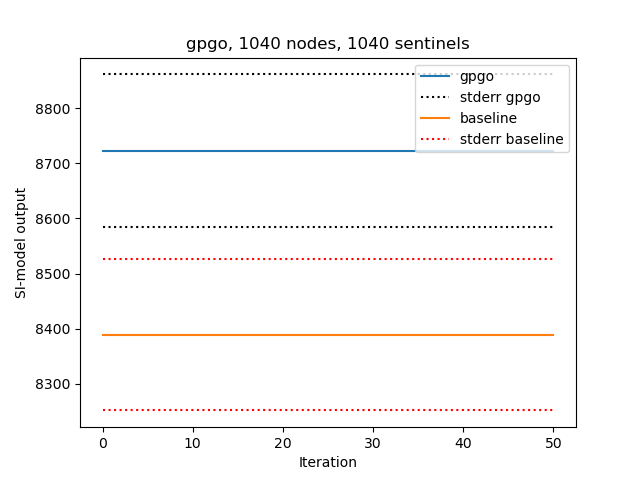 gpgo, 1040 nodes, 1040 sentinels
gpgo
stderr gpgo
baseline
stderr baseline
8800
8700
8600
8500
8400
8300
SI-model output
0 10 20 30 40 50
Iteration